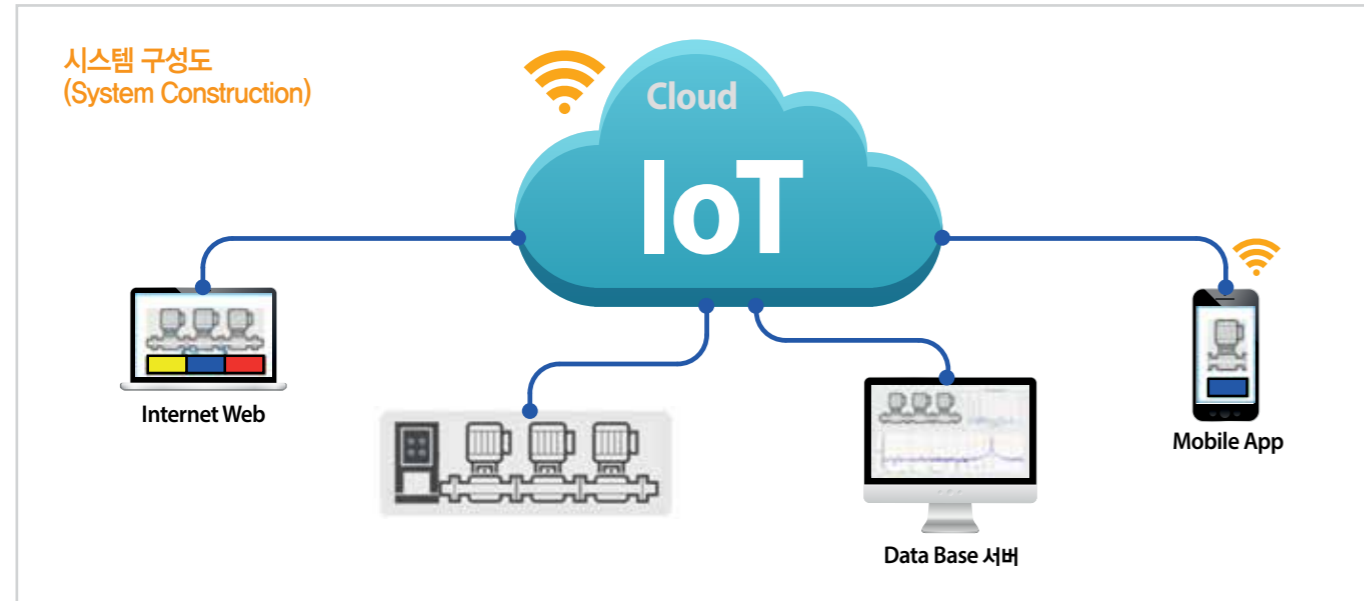 시스템 구성도
(System Construction)
Cloud
IoT
Internet Web
Data Base 서버
Mobile App